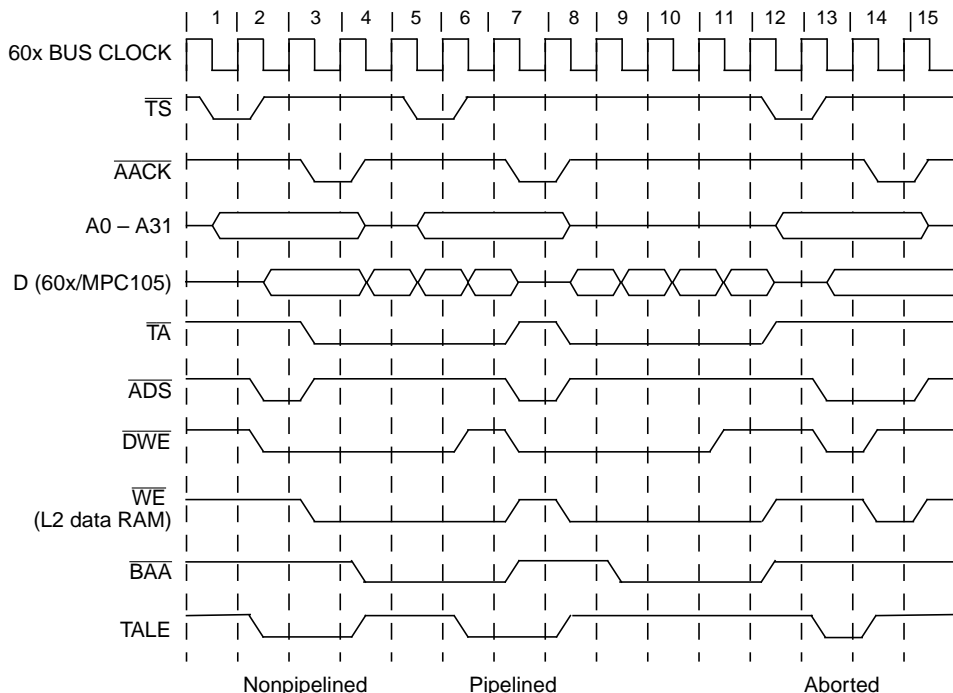 1 2 3 4 5 6 7 8 9 10 11 12 13 14 15
60x BUS CLOCK
TS
AACK
A0 – A31
D (60x/MPC105)
TA
ADS
DWE
WE
(L2 data RAM)
BAA
TALE
Nonpipelined Pipelined Aborted